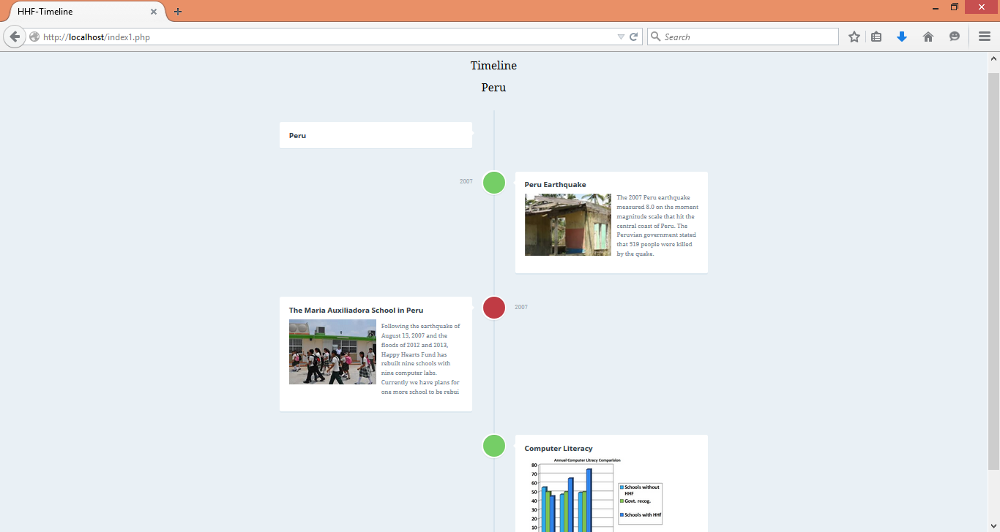 HHF-Timeline
http://localhost/index1.php
Search
Timeline
Peru
Peru
2007
Peru Earthquake
The 2007 Peru earthquake
measured 8.0 on the moment
magnitude scale that hit the
central coast of Peru. The
Peruvian government stated
that 519 people were killed
by the quake.
The Maria Auxiliadora School in Peru
2007
Following the earthquake of
August 15, 2007 and the
floods of 2012 and 2013,
Happy Hearts Fund has
rebuilt nine schools with
nine computer labs.
Currently we have plans for
one more school to be rebui
Computer Literacy
Annual Computer Litracy Comparision
80
70
60
50
40
30
20
10
Schools without
HHF
Govt. recog.
Schools with HHf